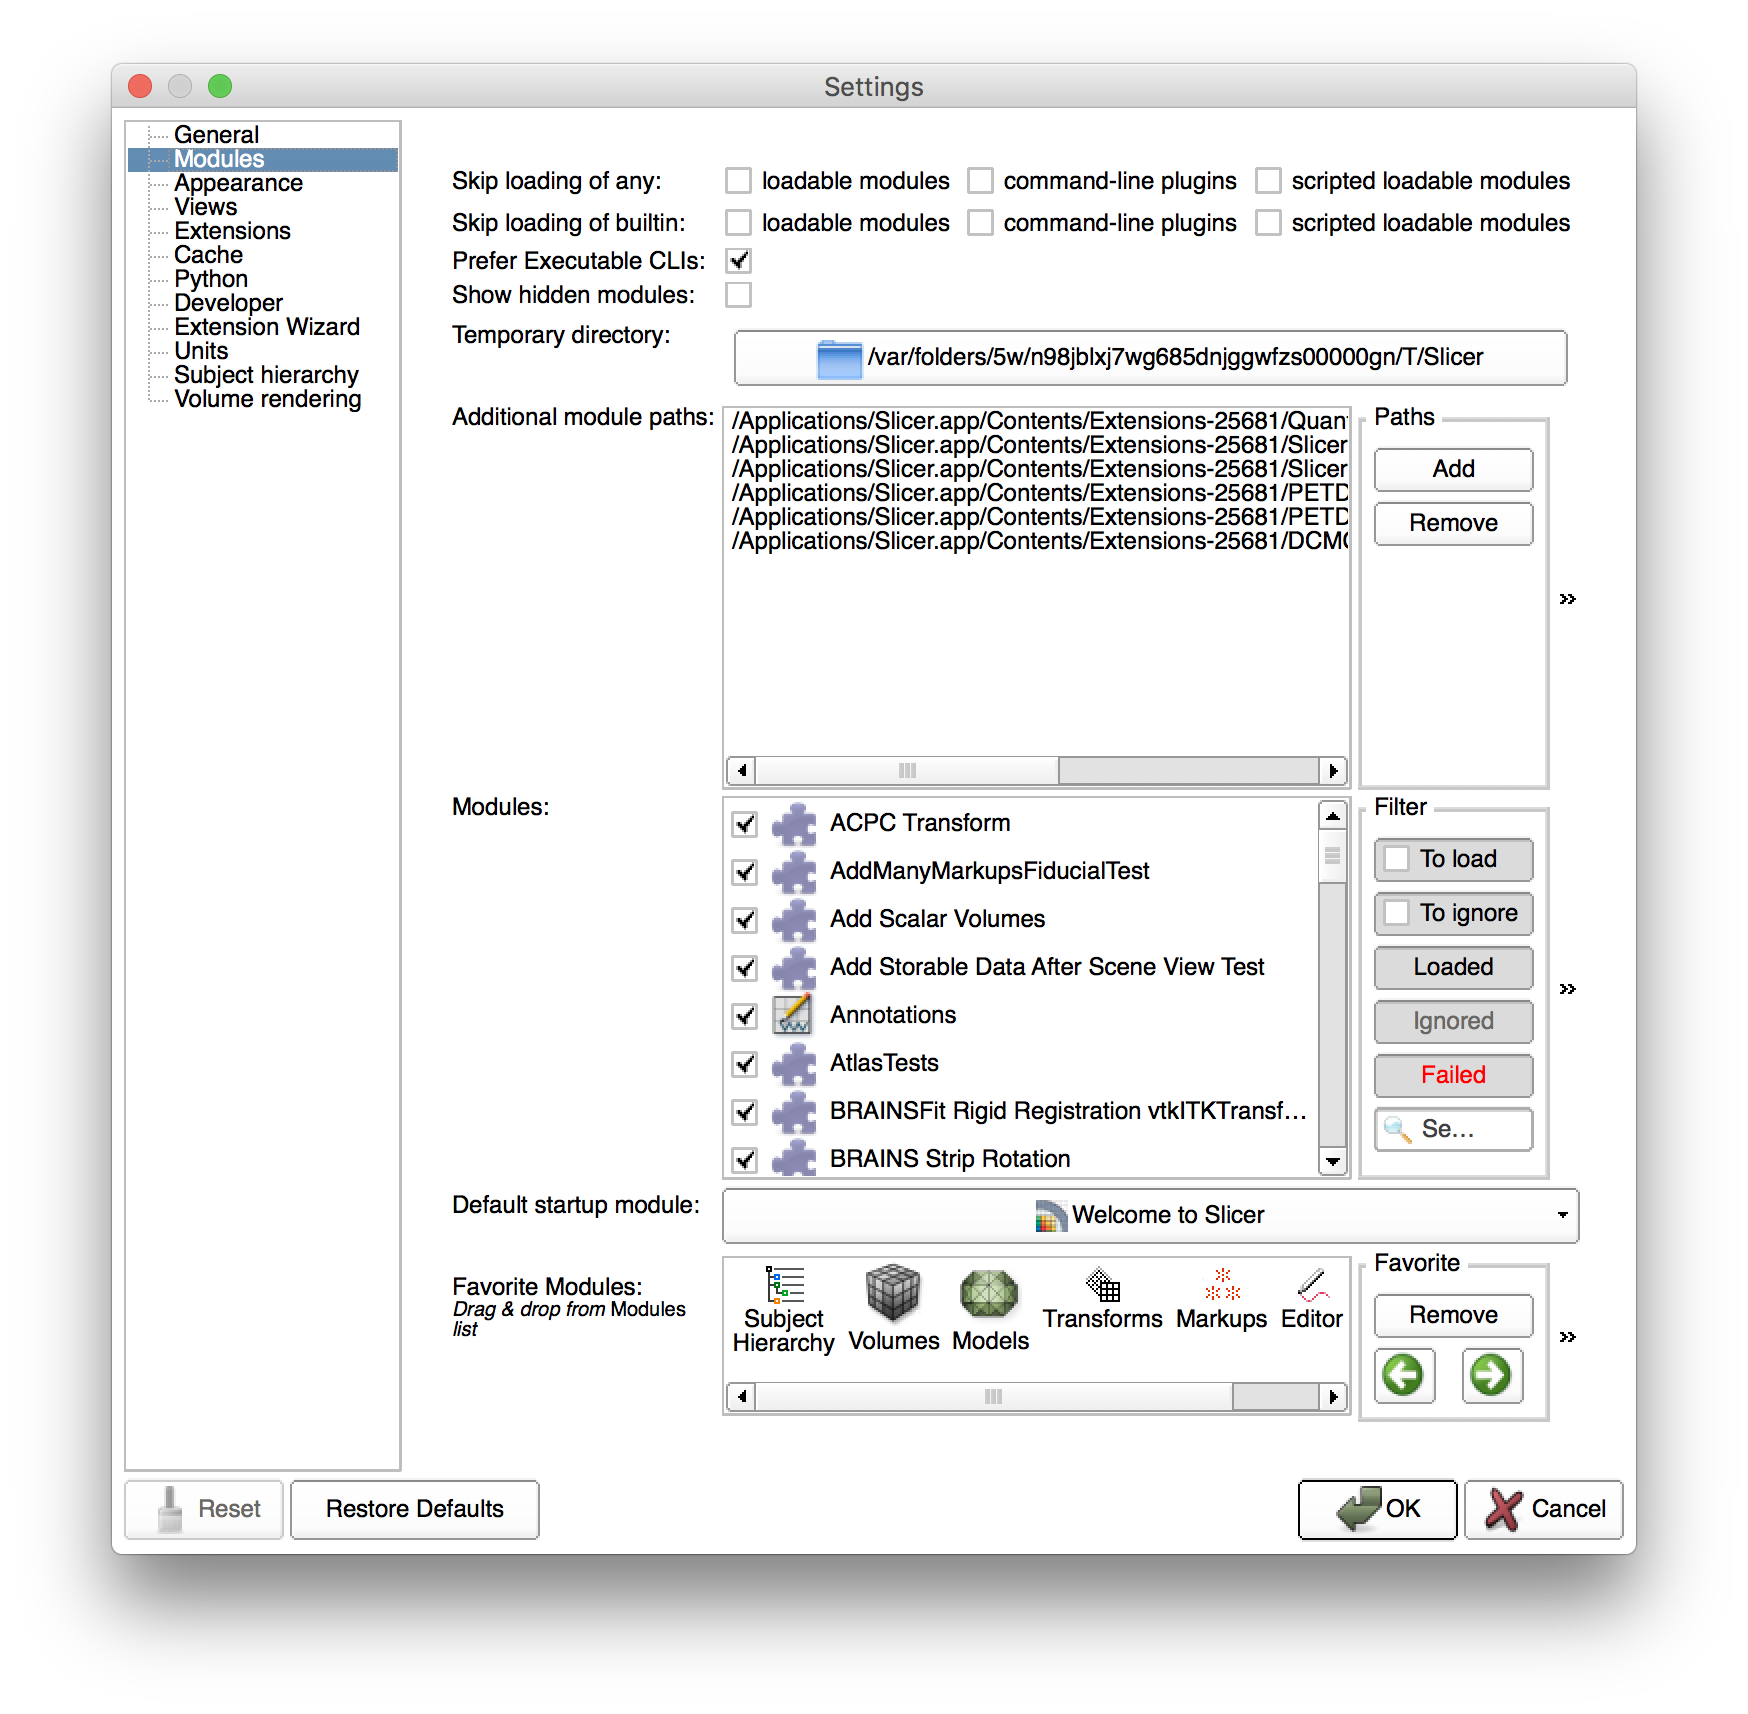 Settings
General
Modules
Appearance
Views
Extensions
Cache
Python
Developer
Extension Wizard
Units
Subject hierarchy
Volume rendering
Skip loading of any: loadable modules command-line plugins scripted loadable modules
Skip loading of builtin: loadable modules command-line plugins scripted loadable modules
Prefer Executable CLIs:
Show hidden modules:
Temporary directory: /var/folders/5w/n98jblxj7wg685dnjggwfzs00000gn/T/Slicer
Additional module paths:
/Applications/Slicer.app/Contents/Extensions-25681/Quan
/Applications/Slicer.app/Contents/Extensions-25681/Slicer
/Applications/Slicer.app/Contents/Extensions-25681/Slicer
/Applications/Slicer.app/Contents/Extensions-25681/PETD
/Applications/Slicer.app/Contents/Extensions-25681/PETD
/Applications/Slicer.app/Contents/Extensions-25681/DCMQ
Paths
Add
Remove
»
Modules:
ACPC Transform
AddManyMarkupsFiducialTest
Add Scalar Volumes
Add Storable Data After Scene View Test
Annotations
AtlasTests
BRAINSFit Rigid Registration vtkITKTransf...
BRAINS Strip Rotation
Filter
To load
To ignore
Loaded
Ignored
Failed
Se...
»
Default startup module: Welcome to Slicer
Favorite Modules:
Drag & drop from Modules
list
Subject
Hierarchy
Volumes
Models
Transforms
Markups
Editor
Favorite
Remove
»
Reset
Restore Defaults
OK
Cancel